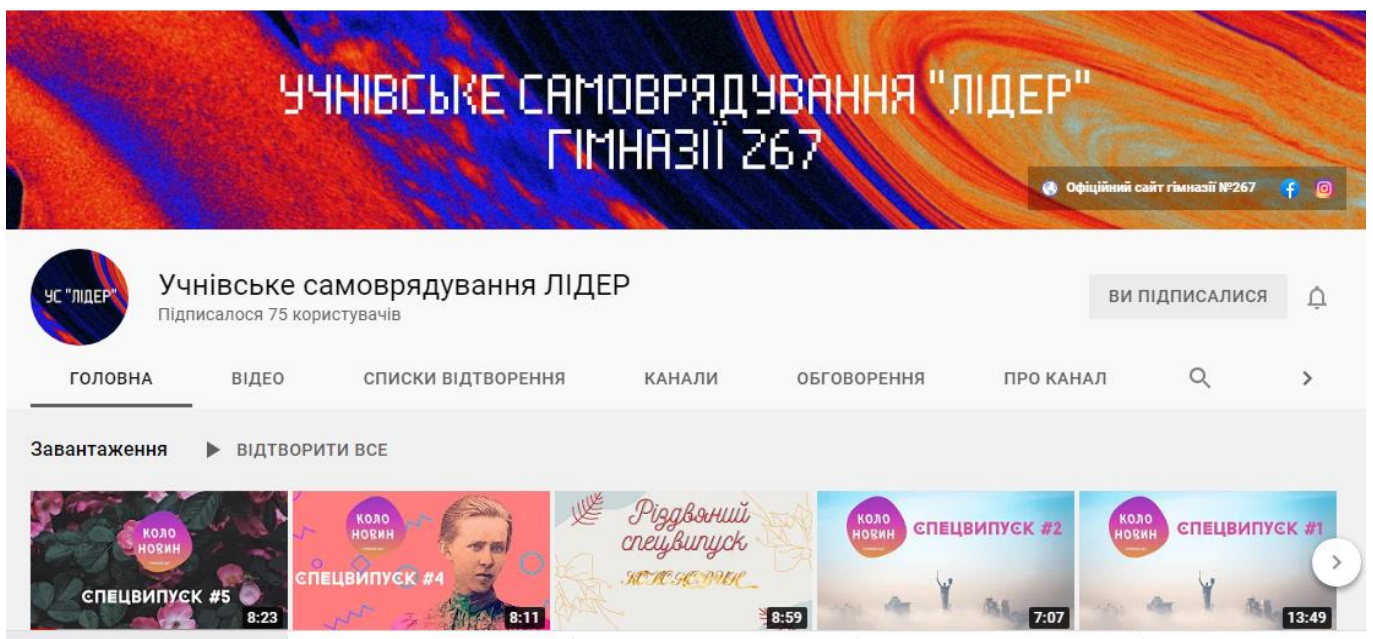 УЧНІВСЬКЕ САМОВРЯДУВАННЯ "ЛІДЕР"
ГІМНАЗІЇ 267
Офіційний сайт гімназії №267
УС "ЛІДЕР"
Учнівське самоврядування ЛІДЕР
Підписалося 75 користувачів
ВИ ПІДПИСАЛИСЯ
ГОЛОВНА ВІДЕО СПИСКИ ВІДТВОРЕННЯ КАНАЛИ ОБГОВОРЕННЯ ПРО КАНАЛ
Завантаження ВІДТВОРИТИ ВСЕ
КОЛО
НОВИН
СПЕЦВИПУСК #5
8:23
КОЛО
НОВИН
СПЕЦВИПУСК #4
8:11
Різдвяний
спецвипуск
КОЛО НОВИН
8:59
КОЛО
НОВИН
СПЕЦВИПУСК #2
7:07
КОЛО
НОВИН
СПЕЦВИПУСК #1
13:49